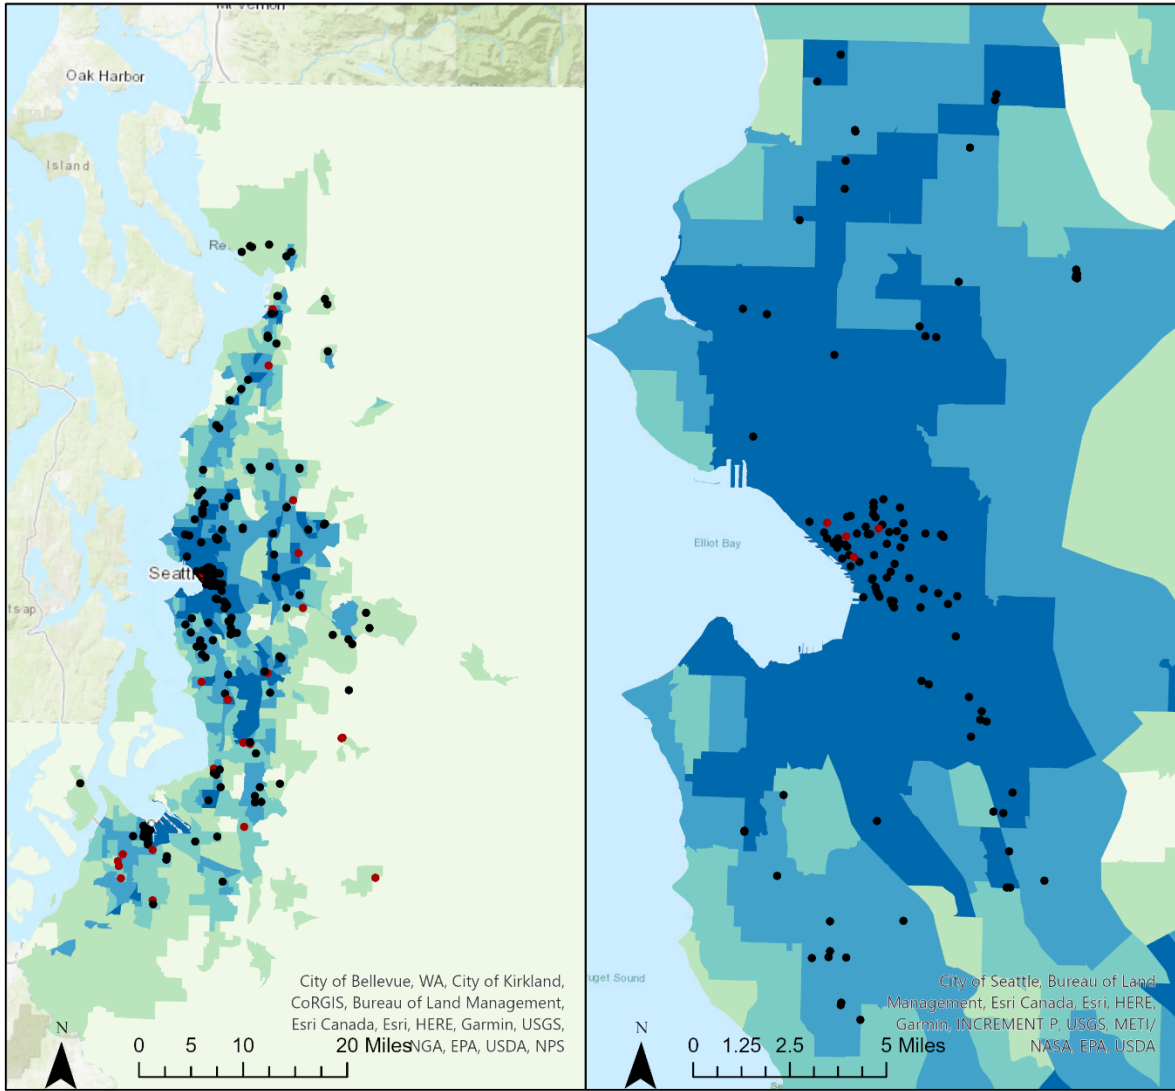 Oak Harbor
Island
Seattl
City of Bellevue, WA, City of Kirkland,
CoRGIS, Bureau of Land Management,
Esri Canada, Esri, HERE, Garmin, USGS,
NGA, EPA, USDA, NPS
N
0 5 10 20 Miles
Elliot Bay
uget Sound
City of Seattle, Bureau of Land
Management, Esri Canada, Esri, HERE,
Garmin, INCREMENT P, USGS, METI/
NASA, EPA, USDA
N
0 1.25 2.5 5 Miles